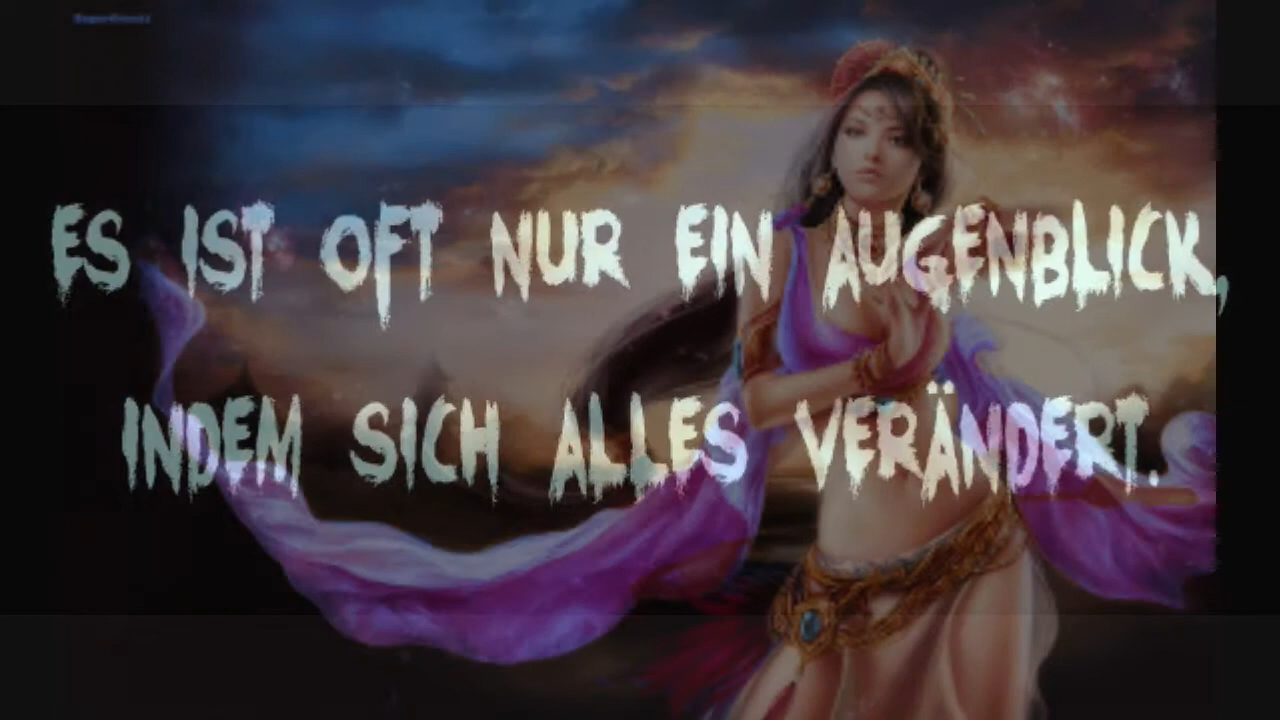 ES IST OFT NUR EIN AUGENBLICK,
INDEM SICH ALLES VERÄNDERT.